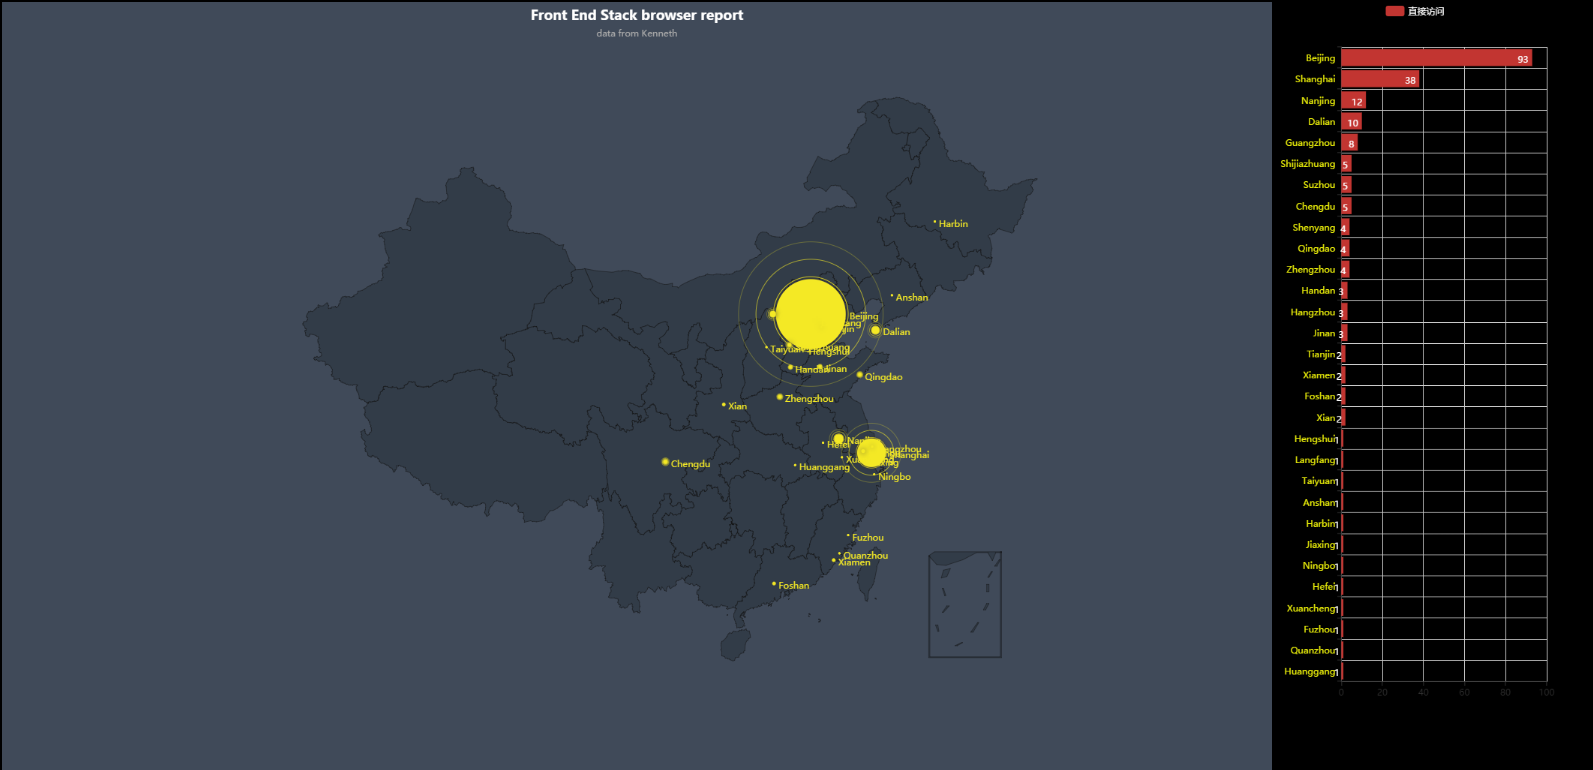 Front End Stack browser report
data from Kenneth
Harbin
Anshan
Beijing
Dalian
Taiyuan
Hengshui
Handan
Jinan
Qingdao
Zhengzhou
Xian
Hefei
Chengdu
Huanggang
Ningbo
Fuzhou
Quanzhou
Xiamen
Foshan
直接访问
Beijing 93
Shanghai 38
Nanjing 12
Dalian 10
Guangzhou 8
Shijiazhuang 5
Suzhou 5
Chengdu 5
Shenyang 4
Qingdao 4
Zhengzhou 4
Handan 3
Hangzhou 3
Jinan 3
Tianjin 2
Xiamen 2
Foshan 2
Xian 2
Hengshui 1
Langfang 1
Taiyuan 1
Anshan 1
Harbin 1
Jiaxing 1
Ningbo 1
Hefei 1
Xuancheng 1
Fuzhou 1
Quanzhou 1
Huanggang 1
0 20 40 60 80 100